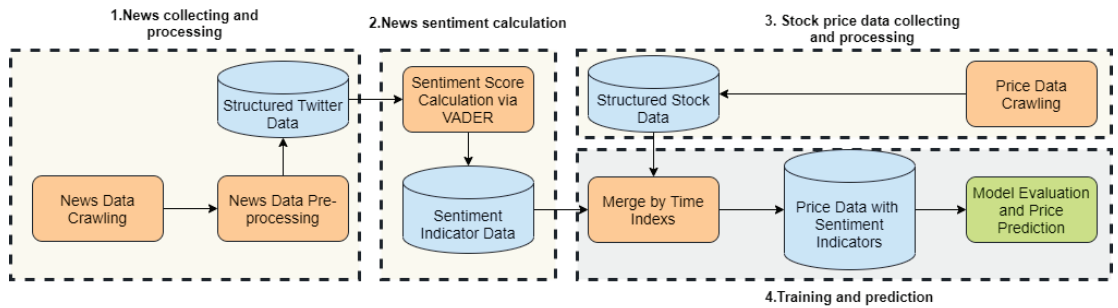 1.News collecting and
processing
Structured Twitter
Data
News Data
Crawling
News Data Pre-
processing
2.News sentiment calculation
Sentiment Score
Calculation via
VADER
Sentiment
Indicator Data
3. Stock price data collecting
and processing
Structured Stock
Data
Price Data
Crawling
Merge by Time
Indexs
Price Data with
Sentiment
Indicators
Model Evaluation
and Price
Prediction
4.Training and prediction